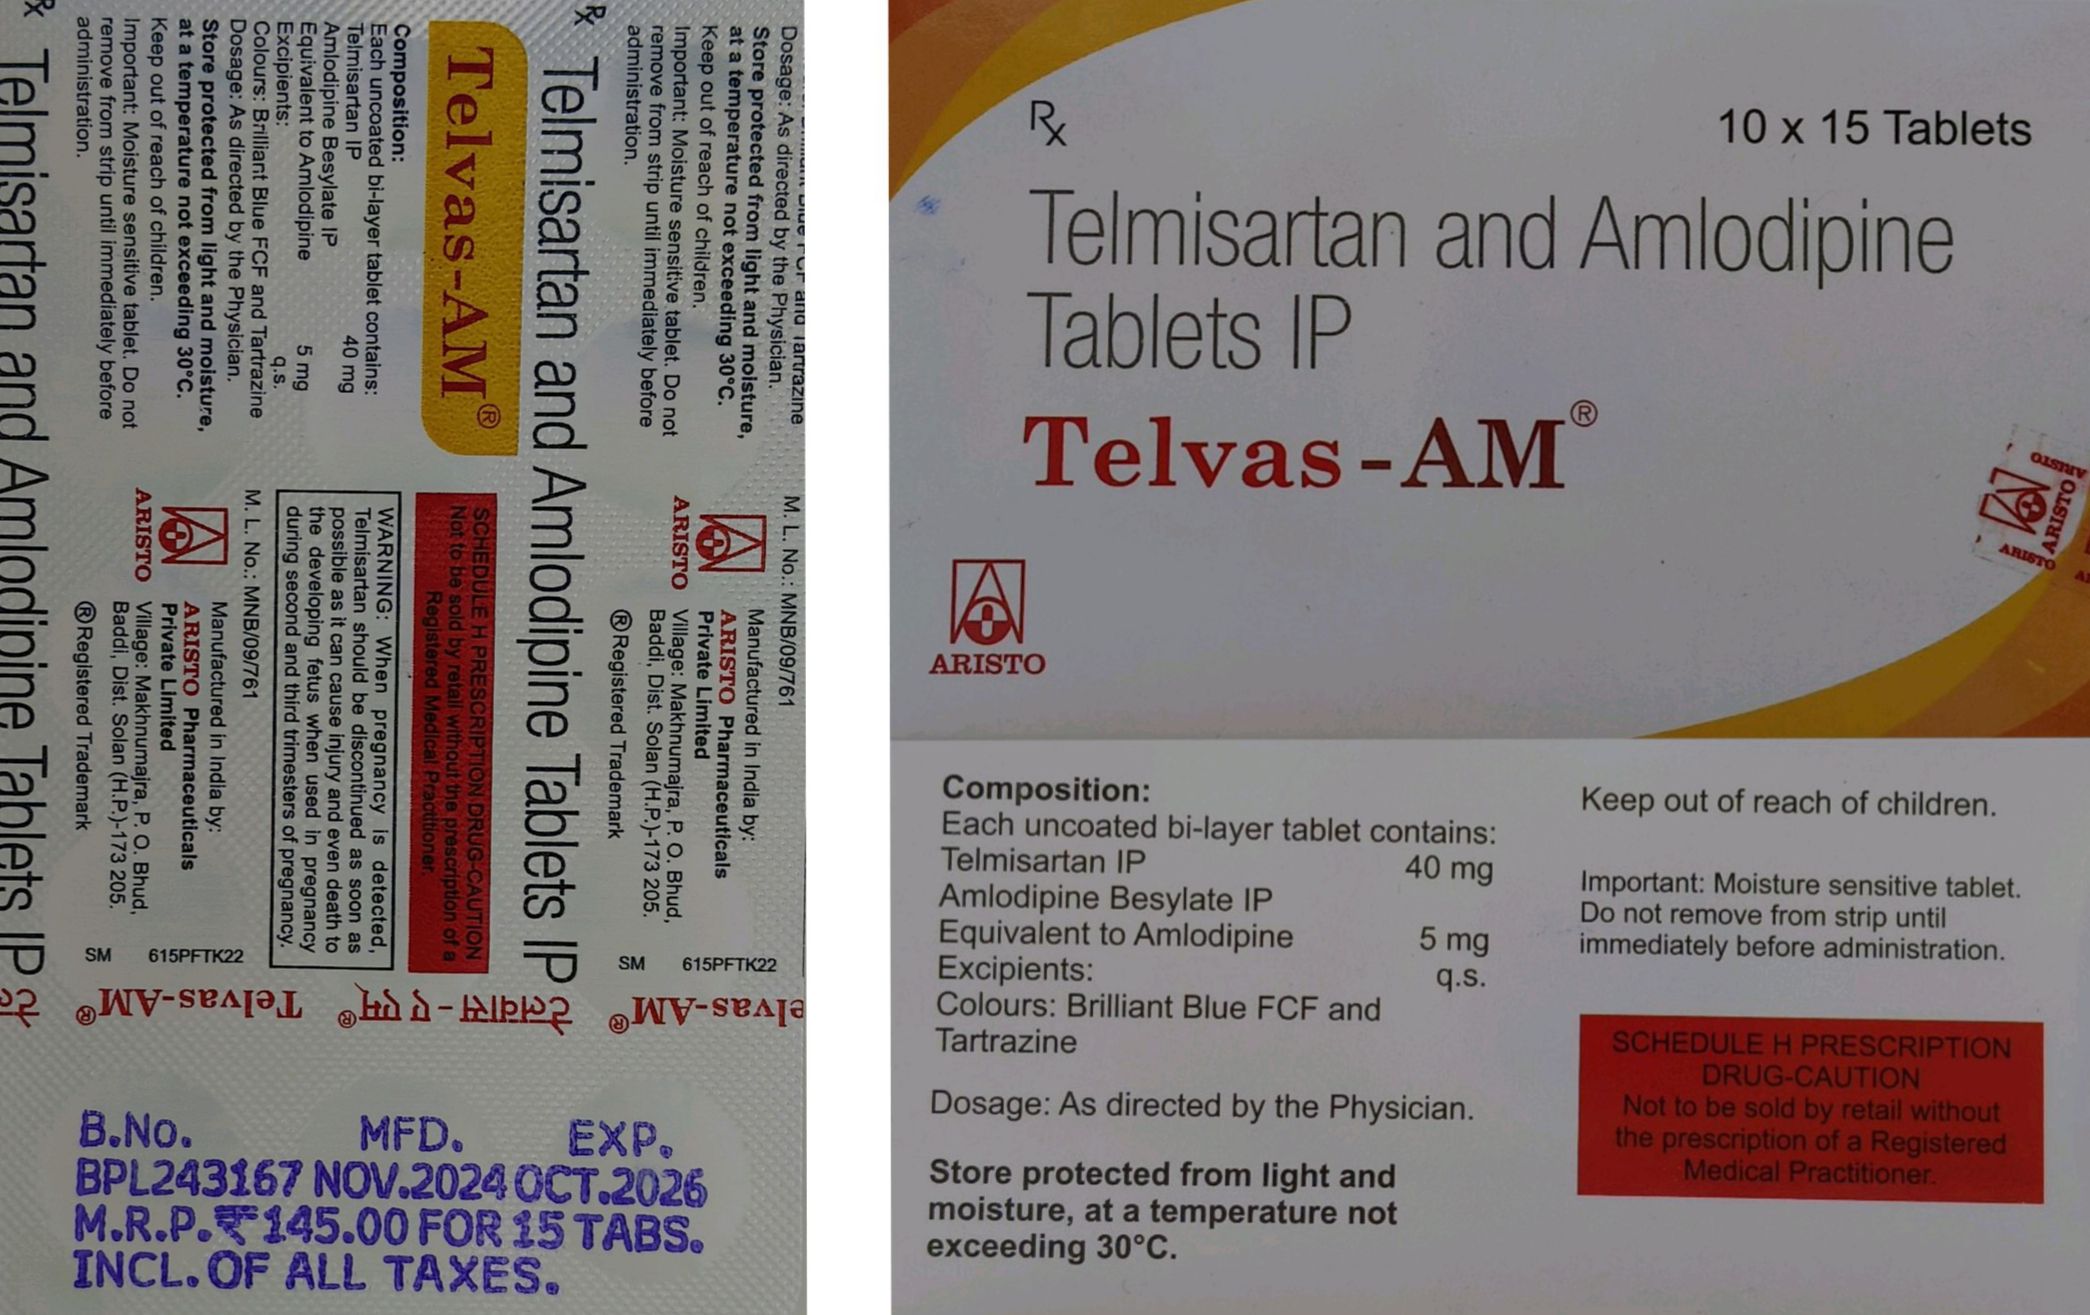 Blue FCF and Tartrazine
Dosage: As directed by the Physician.
Store protected from light and moisture,
at a temperature not exceeding 30°C.
Keep out of reach of children.
Important: Moisture sensitive tablet. Do not
remove from strip until immediately before
administration.
M. L. No.: MNB/09/761
Manufactured in India by:
ARISTO Pharmaceuticals
Private Limited
Village: Makhnumajra, P. O. Bhud,
Baddi, Dist. Solan (H.P.)-173 205.
®Registered Trademark
ARISTO
615PFTK22
SM
elvas-AM®
Rx
Telmisartan and Amlodipine Tablets IP
Telvas-AM®
टेलवास-ए एम®
SCHEDULE H PRESCRIPTION DRUG-CAUTION
Not to be sold by retail without the prescription of a
Registered Medical Practitioner.
Composition:
Each uncoated bi-layer tablet contains:
Telmisartan IP 40 mg
Amlodipine Besylate IP
Equivalent to Amlodipine 5 mg
Excipients: q.s.
Colours: Brilliant Blue FCF and Tartrazine
Dosage: As directed by the Physician.
Store protected from light and moisture,
at a temperature not exceeding 30°C.
Keep out of reach of children.
Important: Moisture sensitive tablet. Do not
remove from strip until immediately before
administration.
WARNING: When pregnancy is detected,
Telmisartan should be discontinued as soon as
possible as it can cause injury and even death to
the developing fetus when used in pregnancy
during second and third trimesters of pregnancy.
M. L. No.: MNB/09/761
Manufactured in India by:
ARISTO Pharmaceuticals
Private Limited
Village: Makhnumajra, P. O. Bhud,
Baddi, Dist. Solan (H.P.)-173 205.
®Registered Trademark
ARISTO
615PFTK22
SM
Telvas-AM®
Rx
Telmisartan and Amlodipine Tablets IP
B.No. MFD. EXP.
BPL243167 NOV.2024 OCT.2026
M.R.P.₹145.00 FOR 15 TABS.
INCL. OF ALL TAXES.
Rx
10 x 15 Tablets
Telmisartan and Amlodipine
Tablets IP
Telvas-AM®
ARISTO
ARISTO
ARISTO
ARISTO
Composition:
Each uncoated bi-layer tablet contains:
Telmisartan IP 40 mg
Amlodipine Besylate IP
Equivalent to Amlodipine 5 mg
Excipients: q.s.
Colours: Brilliant Blue FCF and
Tartrazine
Dosage: As directed by the Physician.
Store protected from light and
moisture, at a temperature not
exceeding 30°C.
Keep out of reach of children.
Important: Moisture sensitive tablet.
Do not remove from strip until
immediately before administration.
SCHEDULE H PRESCRIPTION
DRUG-CAUTION
Not to be sold by retail without
the prescription of a Registered
Medical Practitioner.